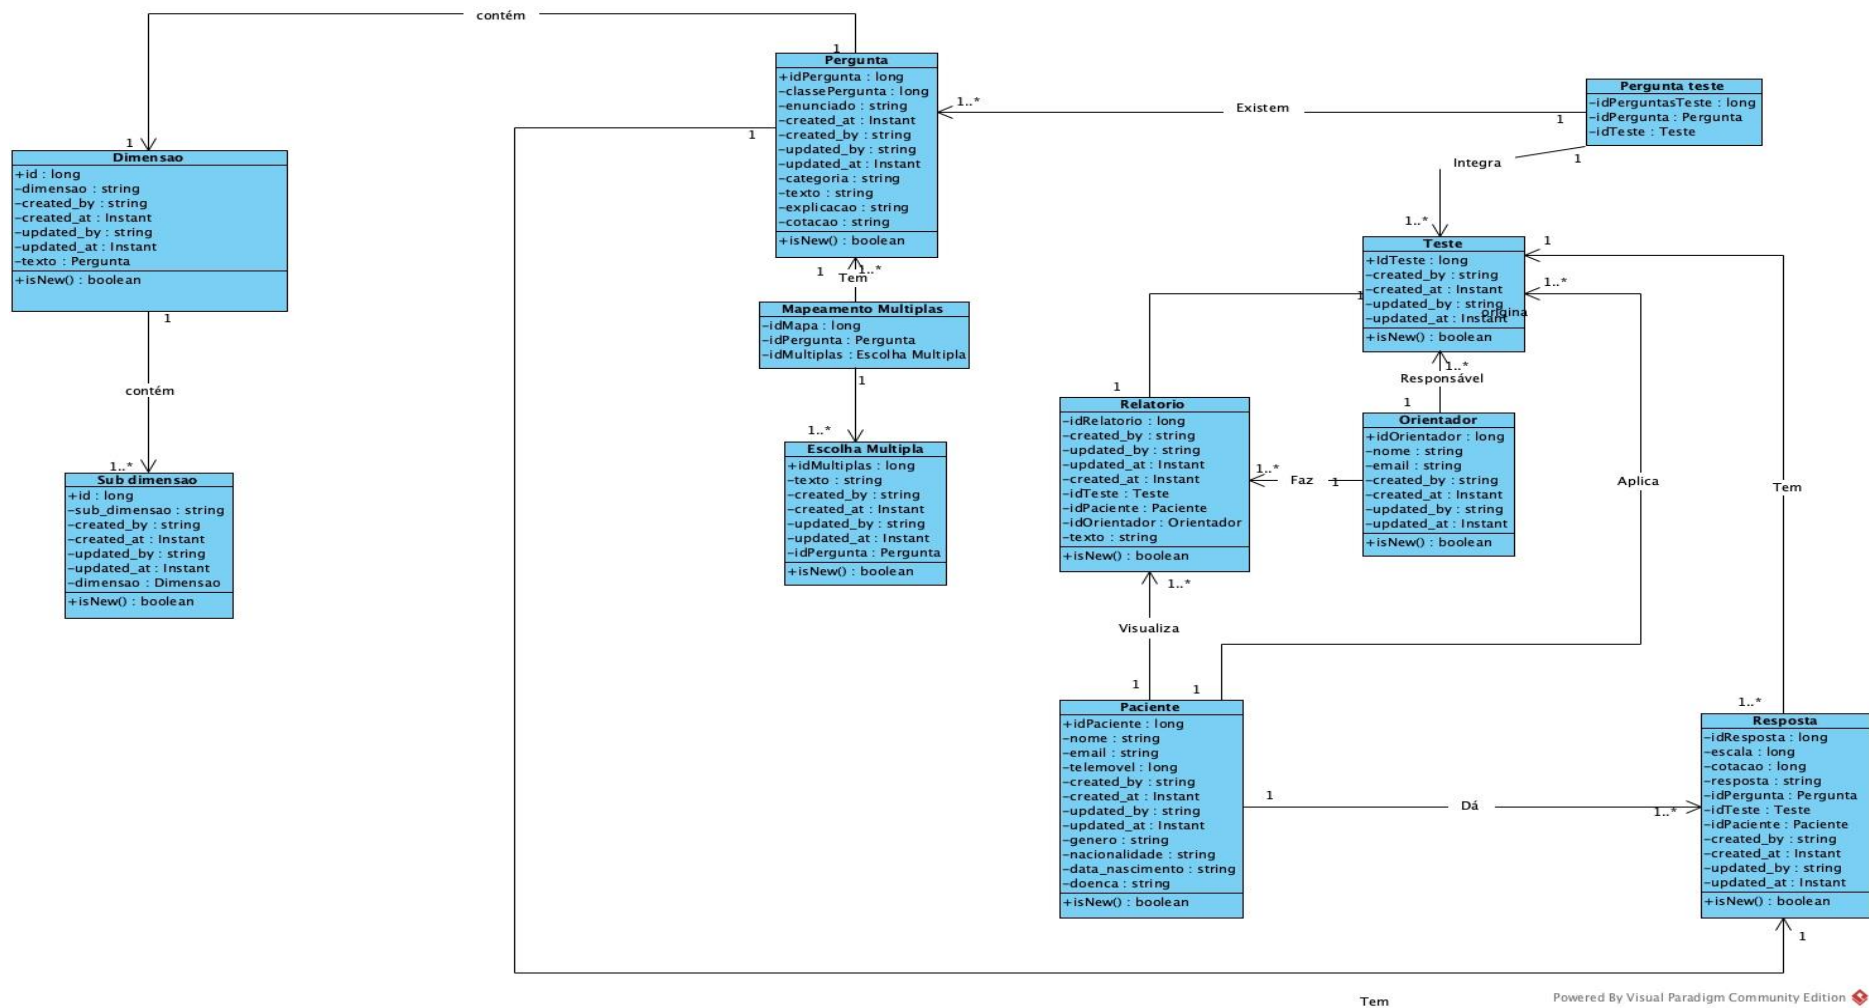 contém
1
Pergunta
+idPergunta : long
-classePergunta : long
-enunciado : string
-created_at : Instant
-created_by : string
-updated_by : string
-updated_at : Instant
-categoria : string
-texto : string
-explicacao : string
-cotacao : string
+isNew() : boolean
1
1..*
Existem
1
Pergunta teste
-idPerguntasTeste : long
-idPergunta : Pergunta
-idTeste : Teste
1
Integra
1..*
1
Dimensao
+id : long
-dimensao : string
-created_by : string
-created_at : Instant
-updated_by : string
-updated_at : Instant
-texto : Pergunta
+isNew() : boolean
1
contém
1..*
Sub dimensao
+id : long
-sub_dimensao : string
-created_by : string
-created_at : Instant
-updated_by : string
-updated_at : Instant
-dimensao : Dimensao
+isNew() : boolean
1
1..*
Tem
Mapeamento Multiplas
-idMapa : long
-idPergunta : Pergunta
-idMultiplas : Escolha Multipla
1
1..*
Escolha Multipla
+idMultiplas : long
-texto : string
-created_by : string
-created_at : Instant
-updated_by : string
-updated_at : Instant
-idPergunta : Pergunta
+isNew() : boolean
Teste
+IdTeste : long
-created_by : string
-created_at : Instant
-updated_by : string
-updated_at : Instant
+isNew() : boolean
1
1..*
1
origina
1..*
Responsável
1
1
Relatorio
-idRelatorio : long
-created_by : string
-updated_by : string
-updated_at : Instant
-created_at : Instant
-idTeste : Teste
-idPaciente : Paciente
-idOrientador : Orientador
-texto : string
+isNew() : boolean
Orientador
+idOrientador : long
-nome : string
-email : string
-created_by : string
-created_at : Instant
-updated_by : string
-updated_at : Instant
+isNew() : boolean
1..*
Faz
1
Aplica
Tem
1..*
Visualiza
1
1
Paciente
+idPaciente : long
-nome : string
-email : string
-telemovel : long
-created_by : string
-created_at : Instant
-updated_by : string
-updated_at : Instant
-genero : string
-nacionalidade : string
-data_nascimento : string
-doenca : string
+isNew() : boolean
1
Dá
1..*
1..*
Resposta
-idResposta : long
-escala : long
-cotacao : long
-resposta : string
-idPergunta : Pergunta
-idTeste : Teste
-idPaciente : Paciente
-created_by : string
-created_at : Instant
-updated_by : string
-updated_at : Instant
+isNew() : boolean
1
Tem
Powered By Visual Paradigm Community Edition